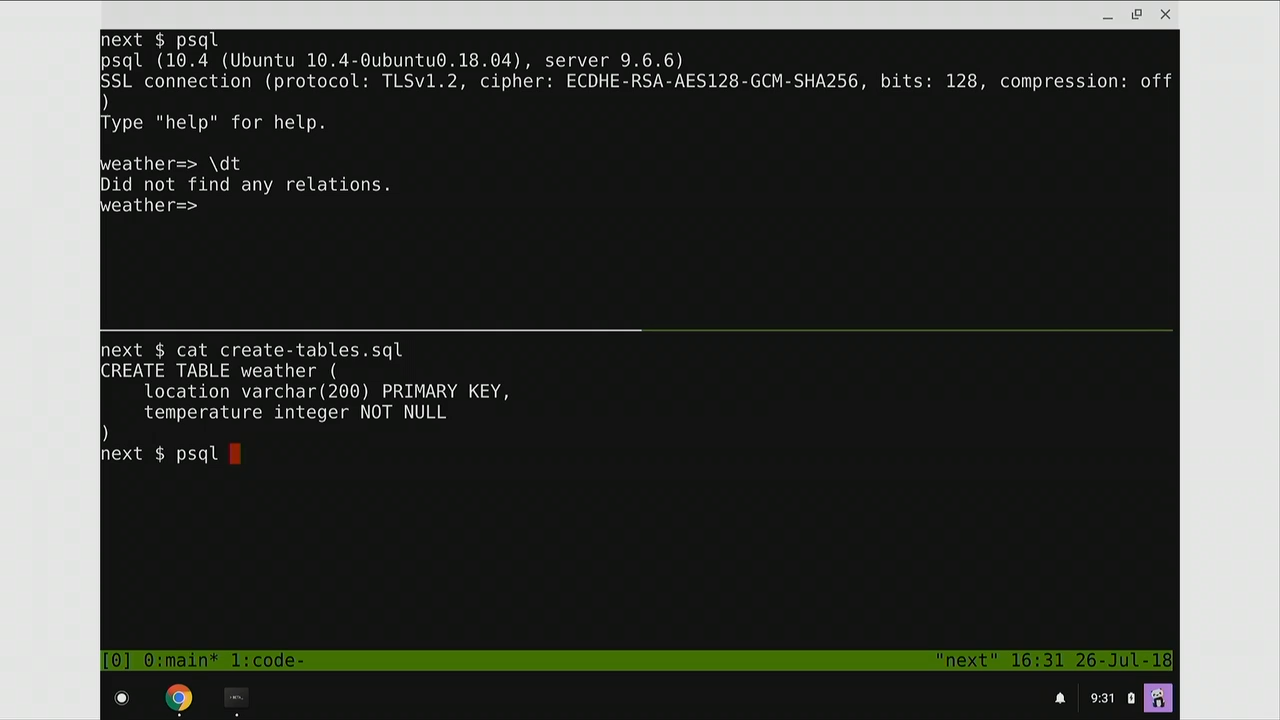 next $ psql
psql (10.4 (Ubuntu 10.4-0ubuntu0.18.04), server 9.6.6)
SSL connection (protocol: TLSv1.2, cipher: ECDHE-RSA-AES128-GCM-SHA256, bits: 128, compression: off
)
Type "help" for help.
weather=> \dt
Did not find any relations.
weather=>
next $ cat create-tables.sql
CREATE TABLE weather (
location varchar(200) PRIMARY KEY,
temperature integer NOT NULL
)
next $ psql
[0] 0:main* 1:code- "next" 16:31 26-Jul-18
9:31